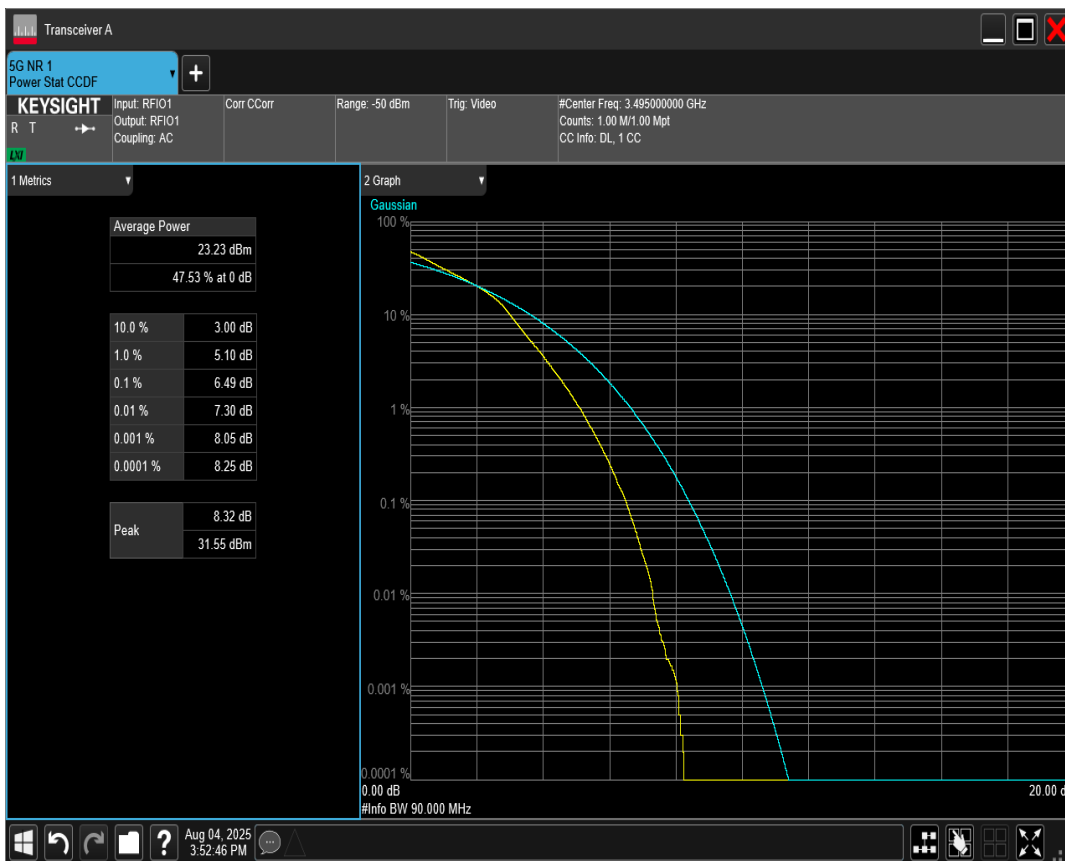 Transceiver A
5G NR 1
Power Stat CCDF
+
KEYSIGHT
R T
LXI
Input: RFIO1
Output: RFIO1
Coupling: AC
Corr CCorr
Range: -50 dBm
Trig: Video
#Center Freq: 3.495000000 GHz
Counts: 1.00 M/1.00 Mpt
CC Info: DL, 1 CC
1 Metrics
Average Power
23.23 dBm
47.53 % at 0 dB
10.0 % 3.00 dB
1.0 % 5.10 dB
0.1 % 6.49 dB
0.01 % 7.30 dB
0.001 % 8.05 dB
0.0001 % 8.25 dB
Peak
8.32 dB
31.55 dBm
2 Graph
Gaussian
100 %
10 %
1 %
0.1 %
0.01 %
0.001 %
0.0001 %
0.00 dB
20.00 d
#Info BW 90.000 MHz
?
Aug 04, 2025
3:52:46 PM